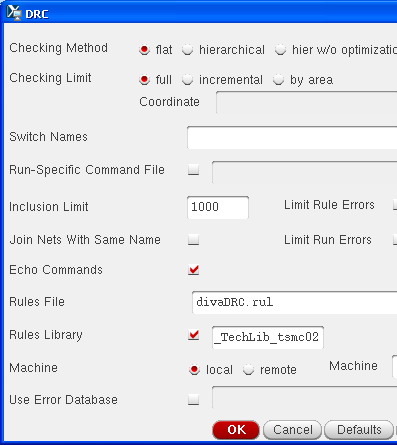 DRC
Checking Method flat hierarchical hier w/o optimizatio
Checking Limit full incremental by area
Coordinate
Switch Names
Run-Specific Command File
Inclusion Limit 1000 Limit Rule Errors
Join Nets With Same Name Limit Run Errors
Echo Commands
Rules File divaDRC.rul
Rules Library _TechLib_tsmc02
Machine local remote Machine
Use Error Database
OK Cancel Defaults